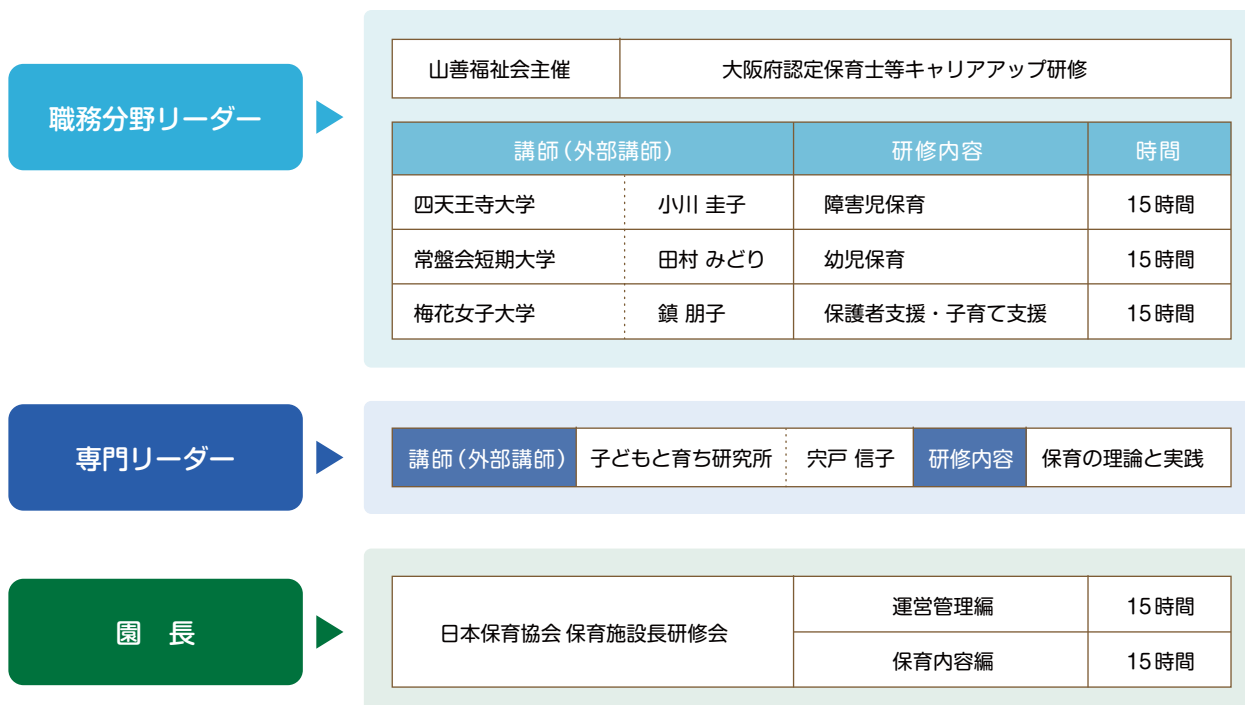 職務分野リーダー
山善福祉会主催 大阪府認定保育士等キャリアアップ研修
講師（外部講師） 研修内容 時間
四天王寺大学 小川 圭子 障害児保育 15時間
常盤会短期大学 田村 みどり 幼児保育 15時間
梅花女子大学 鎮 朋子 保護者支援・子育て支援 15時間
専門リーダー
講師（外部講師） 子どもと育ち研究所 宍戸 信子 研修内容 保育の理論と実践
園 長
日本保育協会 保育施設長研修会
運営管理編 15時間
保育内容編 15時間